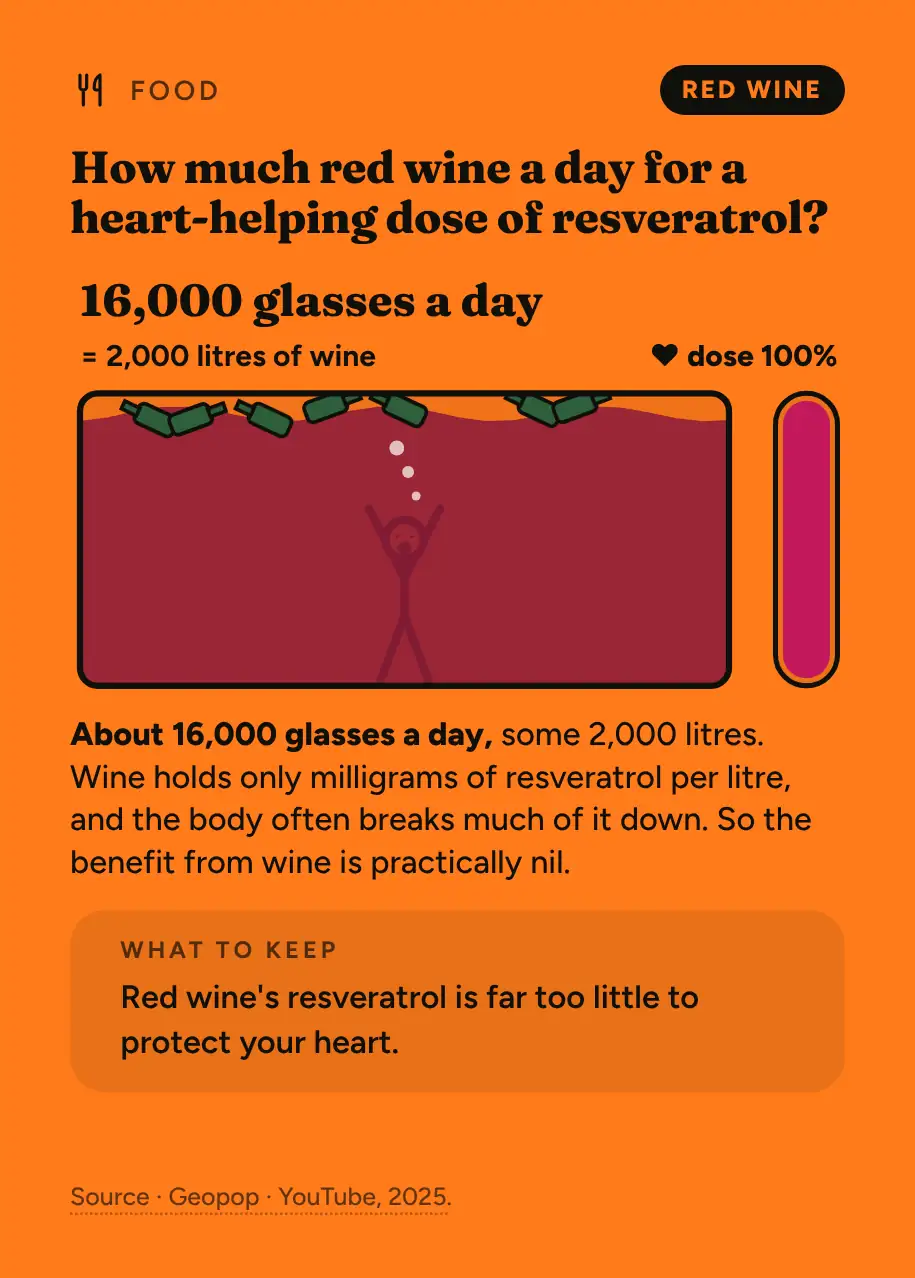 FOOD
RED WINE
How much red wine a day for a
heart-helping dose of resveratrol?
16,000 glasses a day
= 2,000 litres of wine
♥ dose 100%
About 16,000 glasses a day, some 2,000 litres.
Wine holds only milligrams of resveratrol per litre,
and the body often breaks much of it down. So the
benefit from wine is practically nil.
WHAT TO KEEP
Red wine's resveratrol is far too little to
protect your heart.
Source · Geopop · YouTube, 2025.